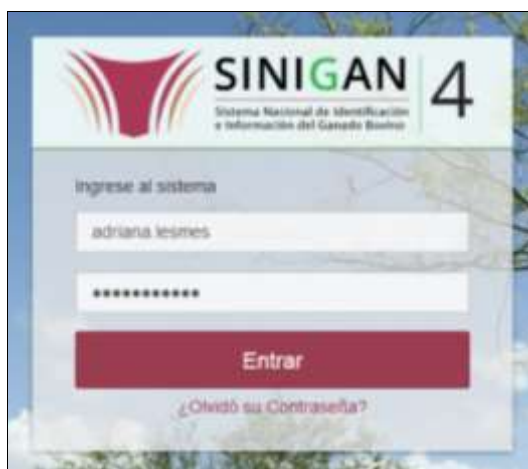 SINIGAN 4
Sistema Nacional de Identificación
e Información del Ganado Bovino
Ingrese al sistema
adriana lesmes
•••••••••••
Entrar
¿Olvidó su Contraseña?